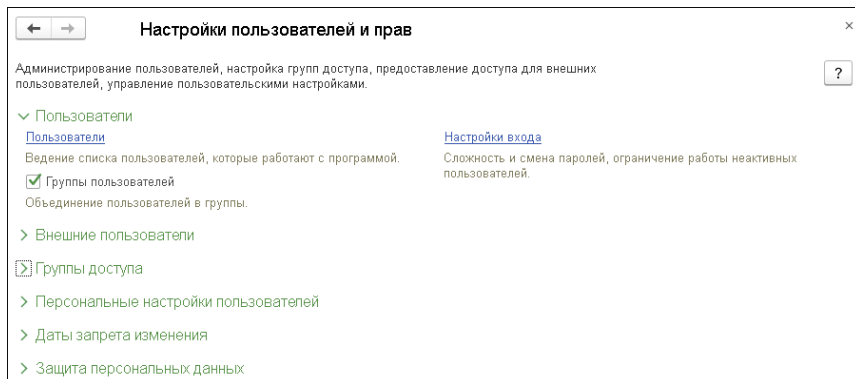 Настройки пользователей и прав
Администрирование пользователей, настройка групп доступа, предоставление доступа для внешних
пользователей, управление пользовательскими настройками.
?
Пользователи
Пользователи
Ведение списка пользователей, которые работают с программой.
Группы пользователей
Объединение пользователей в группы.
Настройки входа
Сложность и смена паролей, ограничение работы неактивных
пользователей.
Внешние пользователи
Группы доступа
Персональные настройки пользователей
Даты запрета изменения
Защита персональных данных